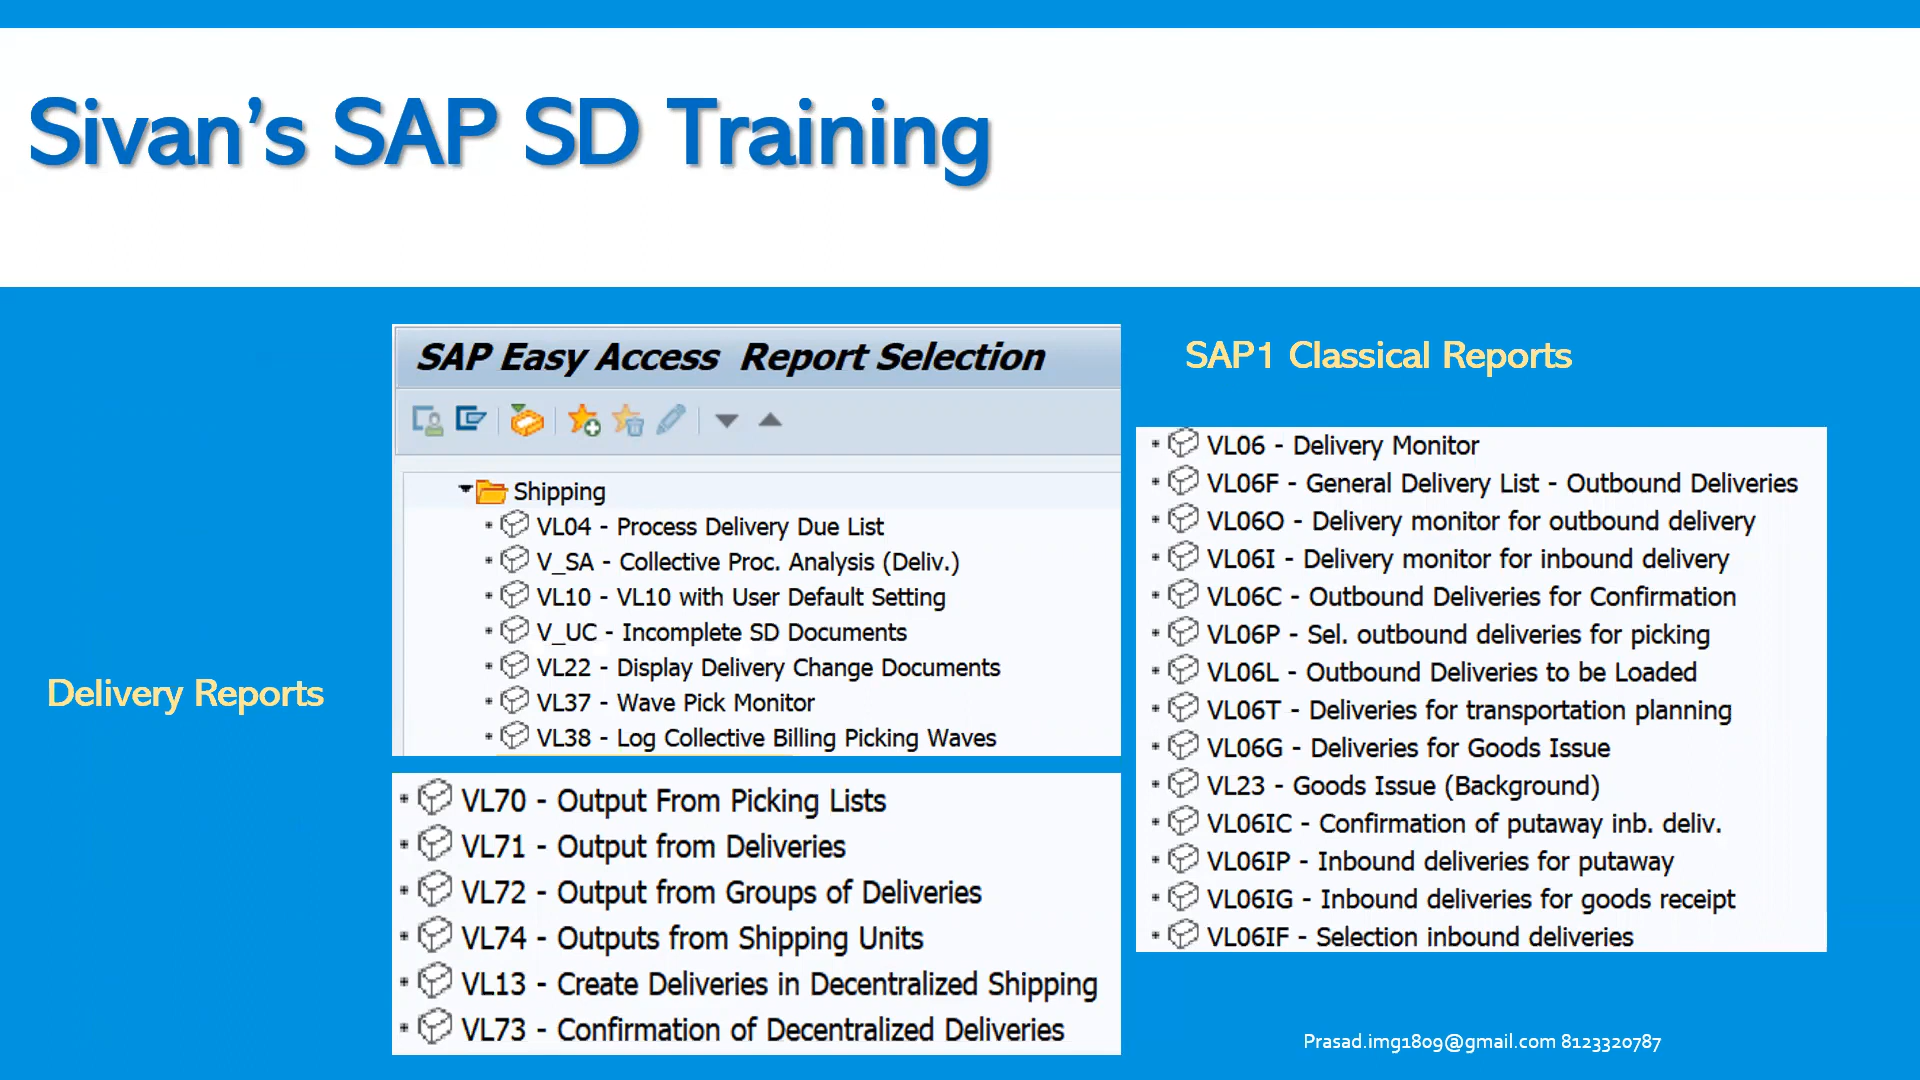 Sivan's SAP SD Training
Delivery Reports
SAP Easy Access Report Selection
Shipping
VL04 - Process Delivery Due List
V_SA - Collective Proc. Analysis (Deliv.)
VL10 - VL10 with User Default Setting
V_UC - Incomplete SD Documents
VL22 - Display Delivery Change Documents
VL37 - Wave Pick Monitor
VL38 - Log Collective Billing Picking Waves
VL70 - Output From Picking Lists
VL71 - Output from Deliveries
VL72 - Output from Groups of Deliveries
VL74 - Outputs from Shipping Units
VL13 - Create Deliveries in Decentralized Shipping
VL73 - Confirmation of Decentralized Deliveries
SAP1 Classical Reports
VL06 - Delivery Monitor
VL06F - General Delivery List - Outbound Deliveries
VL06O - Delivery monitor for outbound delivery
VL06I - Delivery monitor for inbound delivery
VL06C - Outbound Deliveries for Confirmation
VL06P - Sel. outbound deliveries for picking
VL06L - Outbound Deliveries to be Loaded
VL06T - Deliveries for transportation planning
VL06G - Deliveries for Goods Issue
VL23 - Goods Issue (Background)
VL06IC - Confirmation of putaway inb. deliv.
VL06IP - Inbound deliveries for putaway
VL06IG - Inbound deliveries for goods receipt
VL06IF - Selection inbound deliveries
Prasad.img1809@gmail.com 8123320787